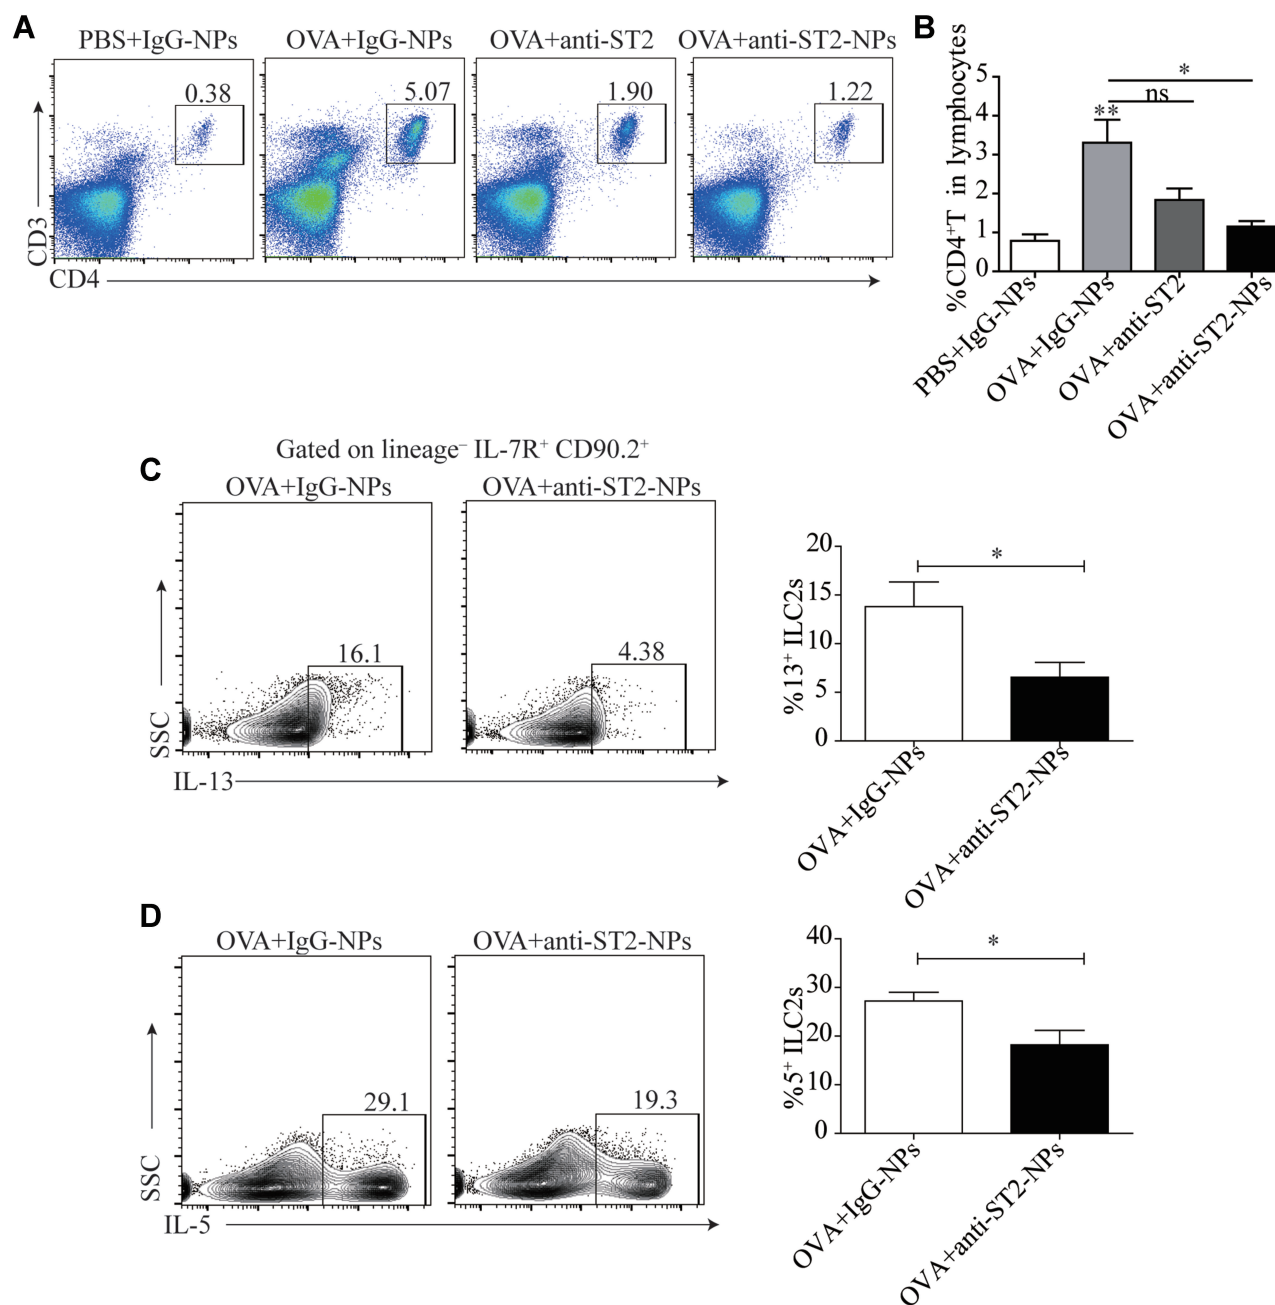 A
PBS+IgG-NPs
OVA+IgG-NPs
OVA+anti-ST2
OVA+anti-ST2-NPs
0.38
5.07
1.90
1.22
CD3
CD4
B
%CD4⁺T in lymphocytes
5
4
3
2
1
0
*
ns
**
PBS+IgG-NPs
OVA+IgG-NPs
OVA+anti-ST2
OVA+anti-ST2-NPs
C
Gated on lineage⁻ IL-7R⁺ CD90.2⁺
OVA+IgG-NPs
OVA+anti-ST2-NPs
16.1
4.38
SSC
IL-13
%13⁺ ILC2s
20
15
10
5
0
*
OVA+IgG-NPs
OVA+anti-ST2-NPs
D
OVA+IgG-NPs
OVA+anti-ST2-NPs
29.1
19.3
SSC
IL-5
%5⁺ ILC2s
40
30
20
10
0
*
OVA+IgG-NPs
OVA+anti-ST2-NPs